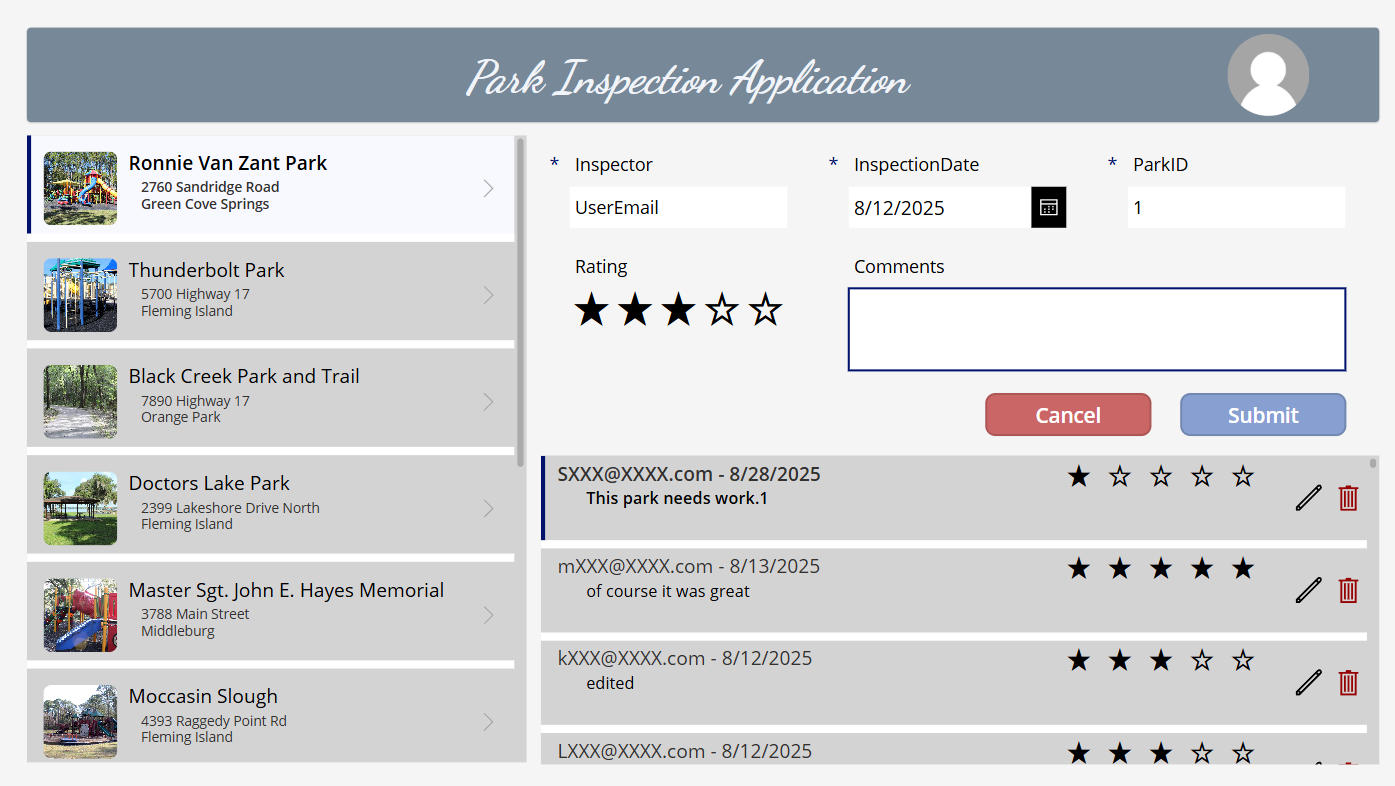 Park Inspection Application
Ronnie Van Zant Park
2760 Sandridge Road
Green Cove Springs
Thunderbolt Park
5700 Highway 17
Fleming Island
Black Creek Park and Trail
7890 Highway 17
Orange Park
Doctors Lake Park
2399 Lakeshore Drive North
Fleming Island
Master Sgt. John E. Hayes Memorial
3788 Main Street
Middleburg
Moccasin Slough
4393 Raggedy Point Rd
Fleming Island
* Inspector * InspectionDate * ParkID
UserEmail 8/12/2025 1
Rating Comments
Cancel Submit
SXXX@XXXX.com - 8/28/2025
This park needs work.1
mXXX@XXXX.com - 8/13/2025
of course it was great
kXXX@XXXX.com - 8/12/2025
edited
LXXX@XXXX.com - 8/12/2025